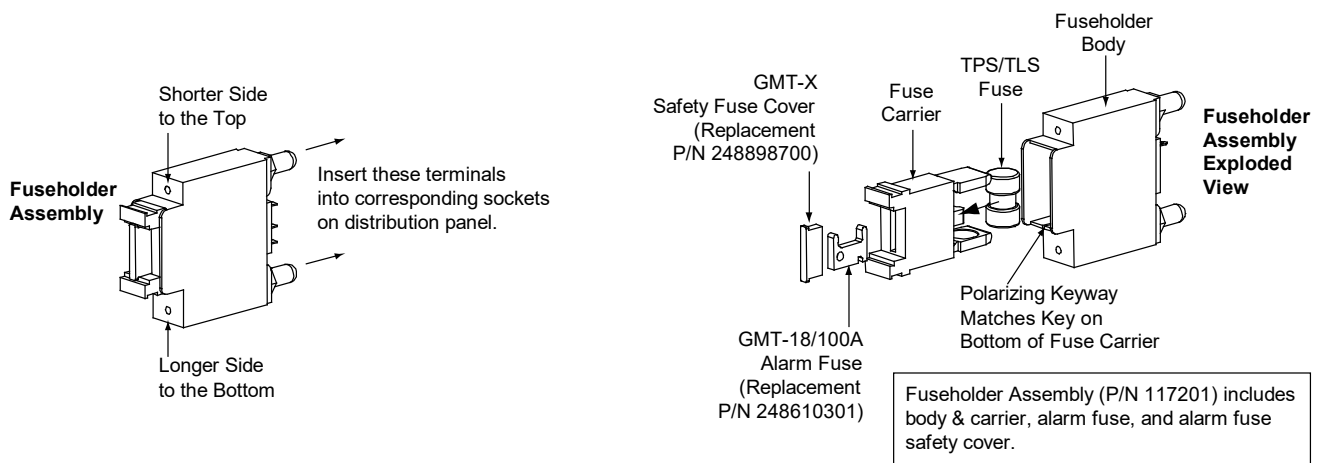 Shorter Side
to the Top
Fuseholder
Assembly
Insert these terminals
into corresponding sockets
on distribution panel.
Longer Side
to the Bottom
Fuseholder
Body
TPS/TLS
Fuse
GMT-X
Safety Fuse Cover
(Replacement
P/N 248898700)
Fuse
Carrier
Fuseholder
Assembly
Exploded
View
Polarizing Keyway
Matches Key on
Bottom of Fuse Carrier
GMT-18/100A
Alarm Fuse
(Replacement
P/N 248610301)
Fuseholder Assembly (P/N 117201) includes
body & carrier, alarm fuse, and alarm fuse
safety cover.